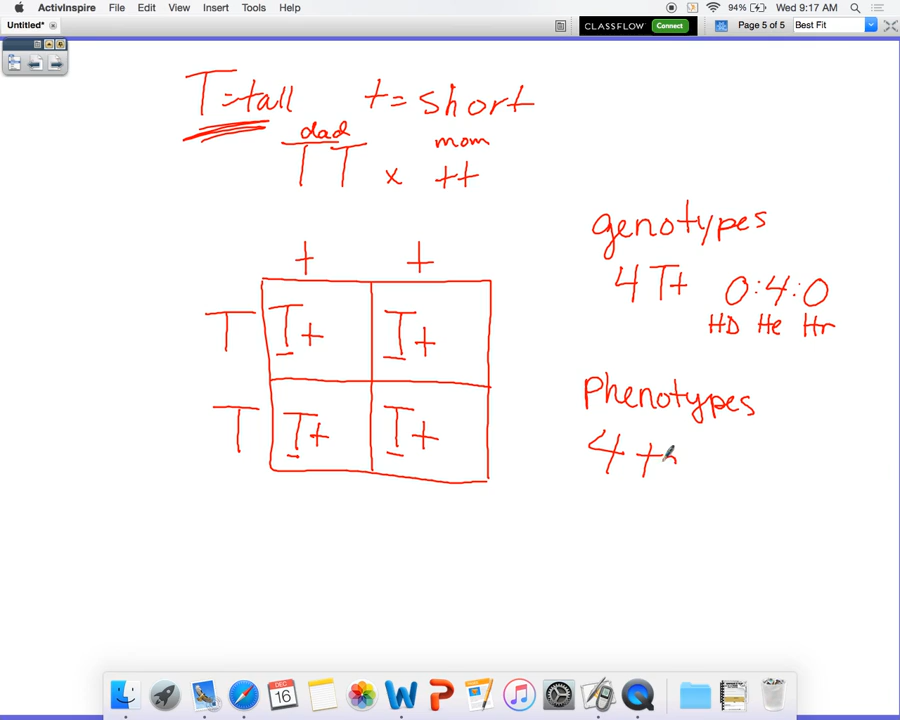 ActivInspire File Edit View Insert Tools Help 94% Wed 9:17 AM
Untitled* CLASSFLOW Connect Page 5 of 5 Best Fit
T=tall t= short
dad mom
TT x tt
t t
T Tt Tt
T Tt Tt
genotypes
4 Tt 0:4:0
HD He Hr
Phenotypes
4 t
DEC
16